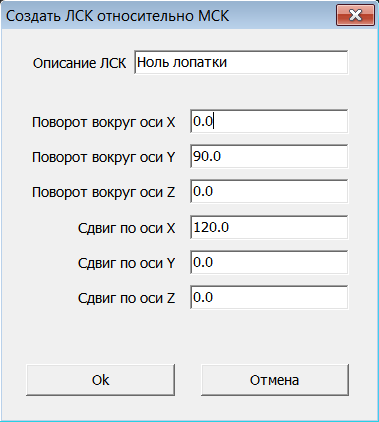 Создать ЛСК относительно МСК
Описание ЛСК Ноль лопатки
Поворот вокруг оси X 0.0
Поворот вокруг оси Y 90.0
Поворот вокруг оси Z 0.0
Сдвиг по оси X 120.0
Сдвиг по оси Y 0.0
Сдвиг по оси Z 0.0
Ok Отмена